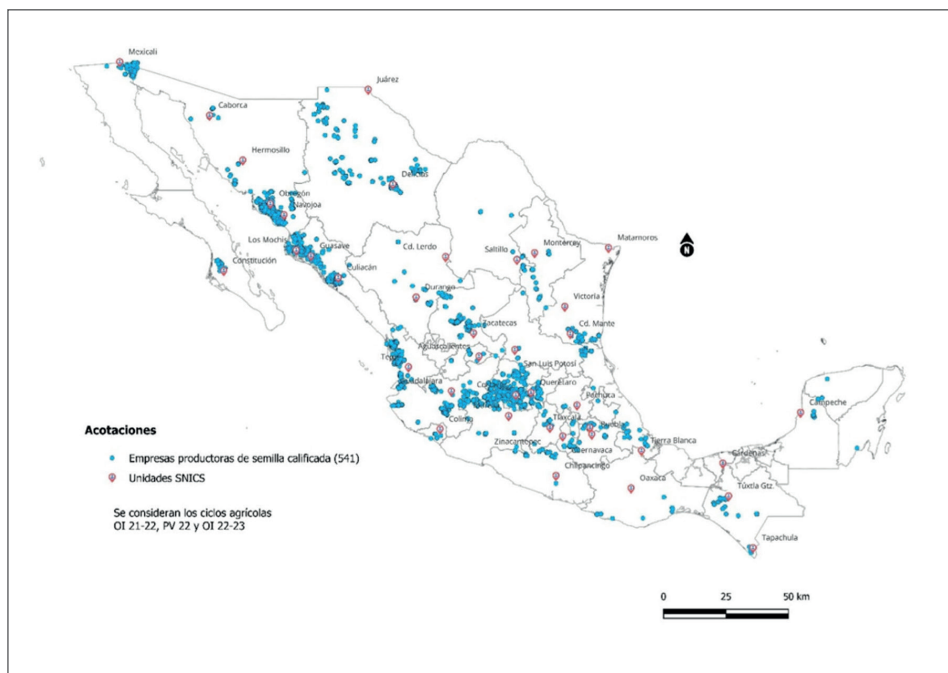 Mexicali
Juárez
Caborca
Hermosillo
Delicias
Obregón
Navojoa
Los Mochis
Guasave
Cd. Lerdo
Saltillo
Monterrey
Matamoros
Constitución
Culiacán
N
Durango
Victoria
Zacatecas
Cd. Mante
Aguascalientes
San Luis Potosí
Guadalajara
Querétaro
Pachuca
Campeche
Colima
Tlaxcala
Puebla
Acotaciones
Zinacantepec
Tierra Blanca
Cuernavaca
Cárdenas
Empresas productoras de semilla calificada (541)
Chilpancingo
Oaxaca
Túxtla Gtz.
Unidades SNICS
Se consideran los ciclos agrícolas
OI 21-22, PV 22 y OI 22-23
Tapachula
0 25 50 km